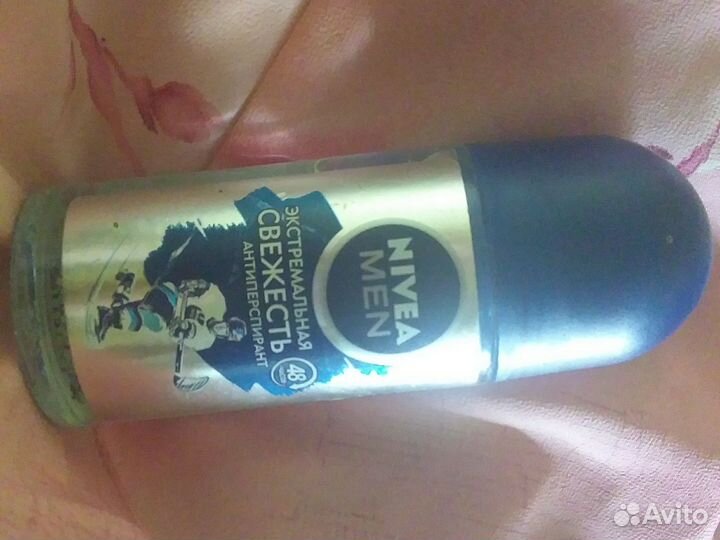 NIVEA
MEN
ЭКСТРЕМАЛЬНАЯ
СВЕЖЕСТЬ
АНТИПЕРСПИРАНТ
48
Avito